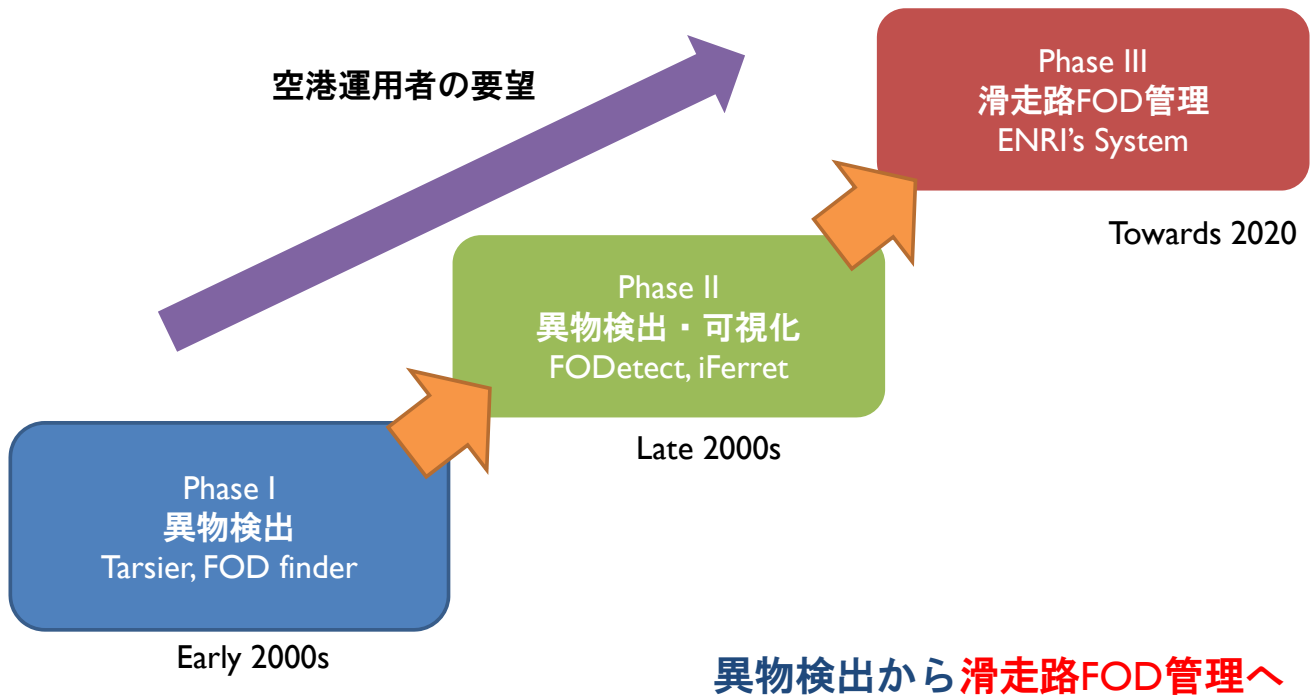 空港運用者の要望
Phase III
滑走路FOD管理
ENRI's System
Towards 2020
Phase II
異物検出・可視化
FODetect, iFerret
Late 2000s
Phase I
異物検出
Tarsier, FOD finder
Early 2000s
異物検出から滑走路FOD管理へ